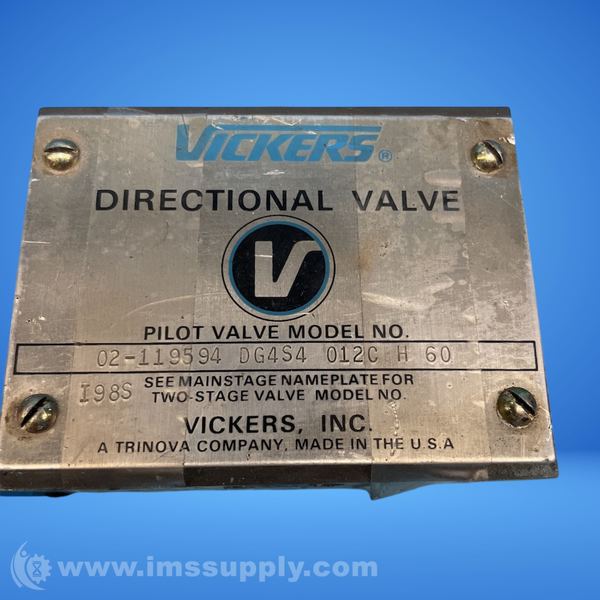 VICKERS®
DIRECTIONAL VALVE
V
PILOT VALVE MODEL NO.
02-119594 DG4S4 012C H 60
I98S SEE MAINSTAGE NAMEPLATE FOR
TWO-STAGE VALVE MODEL NO.
VICKERS, INC.
A TRINOVA COMPANY, MADE IN THE U.S.A
www.imssupply.com